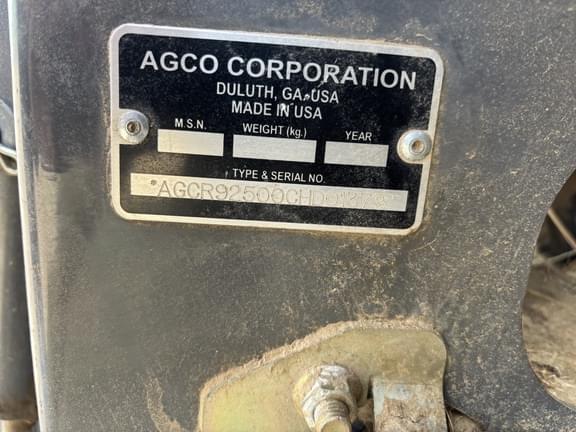 AGCO CORPORATION
DULUTH, GA. USA
MADE IN USA
M.S.N. WEIGHT (kg.) YEAR
TYPE & SERIAL NO.